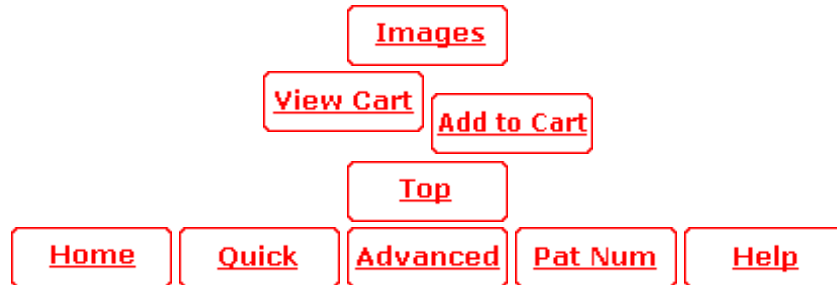 Images
View Cart
Add to Cart
Top
Home Quick Advanced Pat Num Help